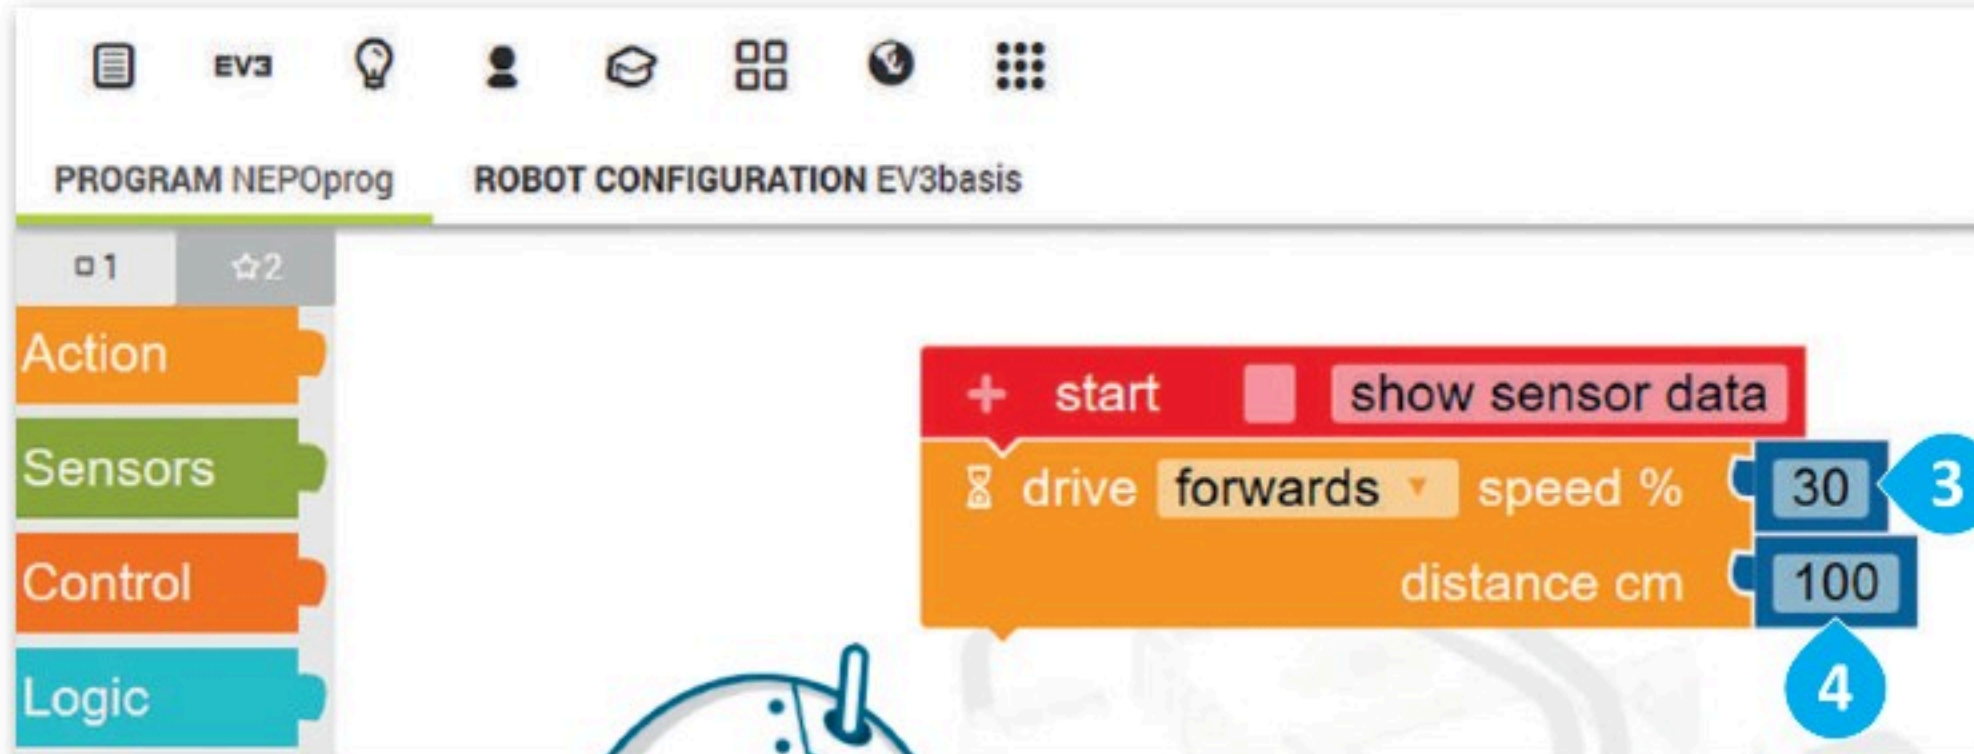 EV3
PROGRAM NEPOprog ROBOT CONFIGURATION EV3basis
1 2
Action
Sensors
Control
Logic
+ start show sensor data
drive forwards speed % 30 3
distance cm 100
4